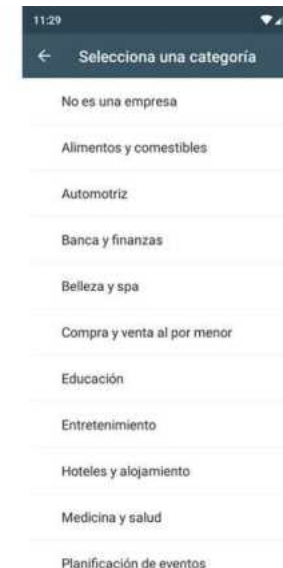 11:29
Selecciona una categoría
No es una empresa
Alimentos y comestibles
Automotriz
Banca y finanzas
Belleza y spa
Compra y venta al por menor
Educación
Entretenimiento
Hoteles y alojamiento
Medicina y salud
Planificación de eventos